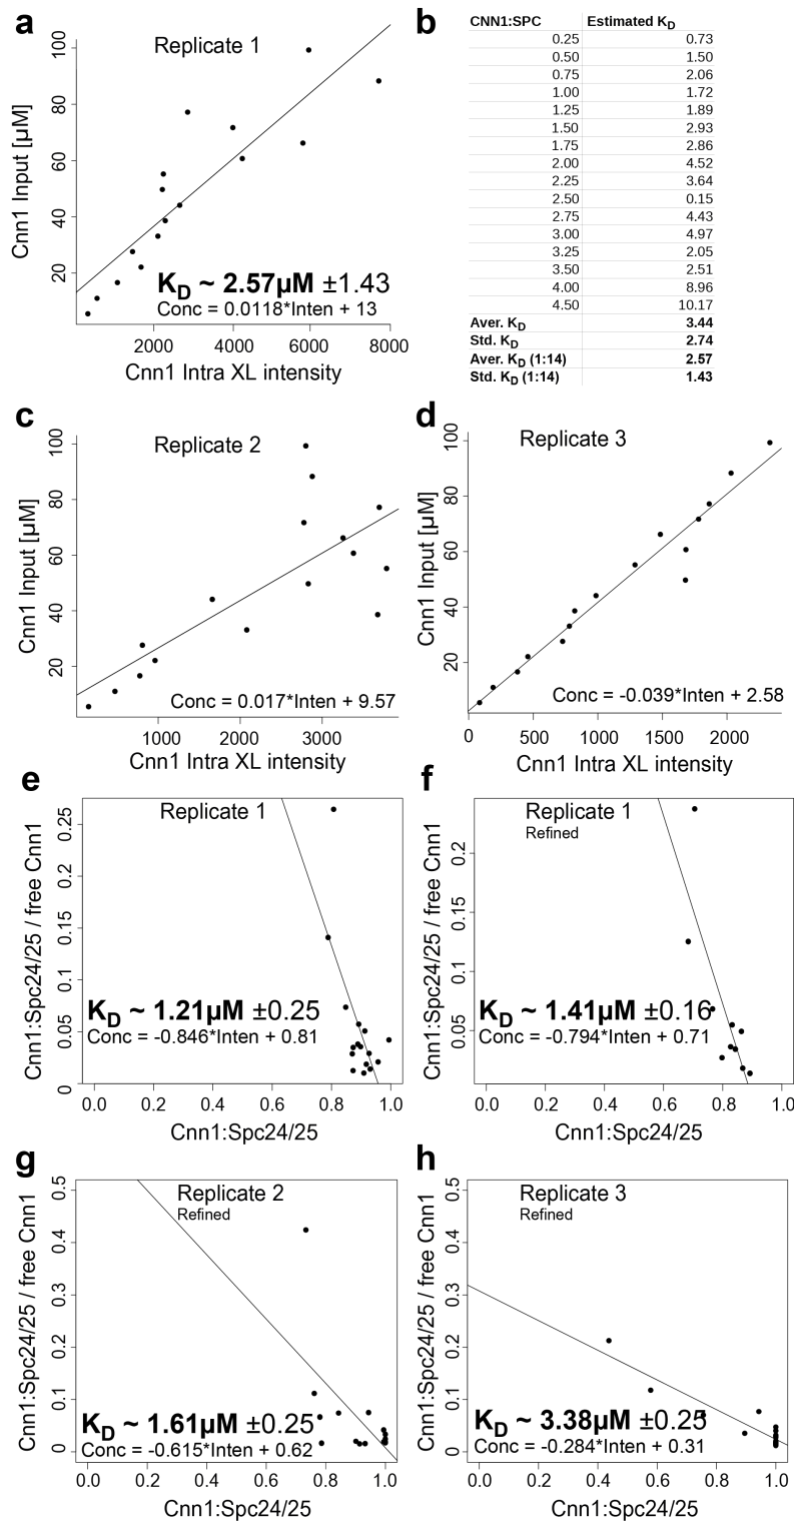 a
Replicate 1
Cnn1 Input [µM]
100
80
60
40
20
K_D ~ 2.57µM ±1.43
Conc = 0.0118*Inten + 13
2000 4000 6000 8000
Cnn1 Intra XL intensity
b
CNN1:SPC Estimated K_D
0.25 0.73
0.50 1.50
0.75 2.06
1.00 1.72
1.25 1.89
1.50 2.93
1.75 2.86
2.00 4.52
2.25 3.64
2.50 0.15
2.75 4.43
3.00 4.97
3.25 2.05
3.50 2.51
4.00 8.96
4.50 10.17
Aver. K_D 3.44
Std. K_D 2.74
Aver. K_D (1:14) 2.57
Std. K_D (1:14) 1.43
c
Replicate 2
Cnn1 Input [µM]
100
80
60
40
20
Conc = 0.017*Inten + 9.57
1000 2000 3000
Cnn1 Intra XL intensity
d
Replicate 3
Cnn1 Input [µM]
100
80
60
40
20
Conc = -0.039*Inten + 2.58
0 500 1000 1500 2000
Cnn1 Intra XL intensity
e
Replicate 1
Cnn1:Spc24/25 / free Cnn1
0.25
0.2
0.15
0.1
0.05
0
K_D ~ 1.21µM ±0.25
Conc = -0.846*Inten + 0.81
0.0 0.2 0.4 0.6 0.8 1.0
Cnn1:Spc24/25
f
Replicate 1
Refined
Cnn1:Spc24/25 / free Cnn1
0.2
0.15
0.1
0.05
K_D ~ 1.41µM ±0.16
Conc = -0.794*Inten + 0.71
0.0 0.2 0.4 0.6 0.8 1.0
Cnn1:Spc24/25
g
Replicate 2
Refined
Cnn1:Spc24/25 / free Cnn1
0.5
0.4
0.3
0.2
0.1
0
K_D ~ 1.61µM ±0.25
Conc = -0.615*Inten + 0.62
0.0 0.2 0.4 0.6 0.8 1.0
Cnn1:Spc24/25
h
Replicate 3
Refined
Cnn1:Spc24/25 / free Cnn1
0.5
0.4
0.3
0.2
0.1
0
K_D ~ 3.38µM ±0.25
Conc = -0.284*Inten + 0.31
0.0 0.2 0.4 0.6 0.8 1.0
Cnn1:Spc24/25